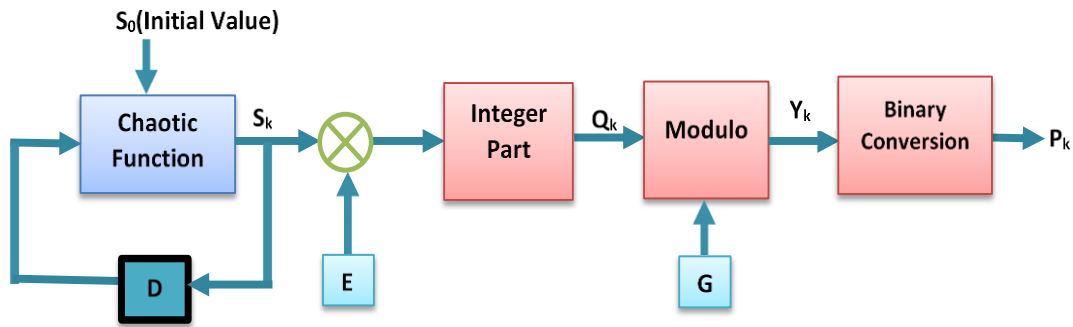 S₀(Initial Value)
Chaotic
Function
Sₖ
Integer
Part
Qₖ
Modulo
Yₖ
Binary
Conversion
Pₖ
D
E
G